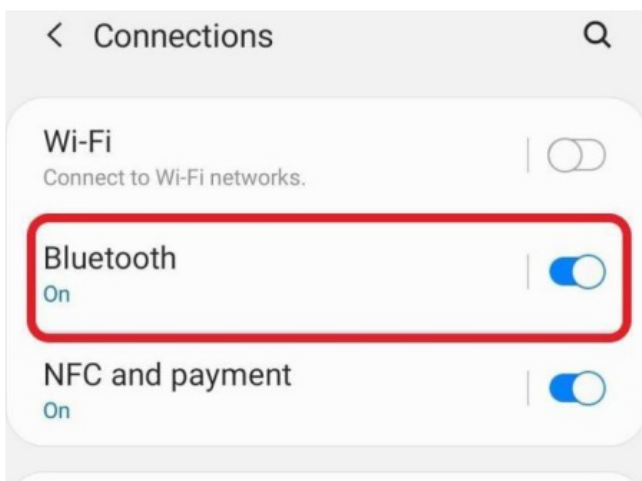 Connections
Wi-Fi
Connect to Wi-Fi networks.
Bluetooth
On
NFC and payment
On